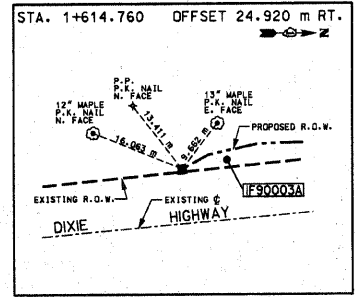 STA. 1+614.760 OFFSET 24.920 m RT.
N
P.P.
P.K. NAIL
N. FACE
13" MAPLE
P.K. NAIL
E. FACE
12" MAPLE
P.K. NAIL
N. FACE
13.411 m
9.662 m
16.063 m
PROPOSED R.O.W.
IF90003A
EXISTING R.O.W.
EXISTING ℄
DIXIE HIGHWAY